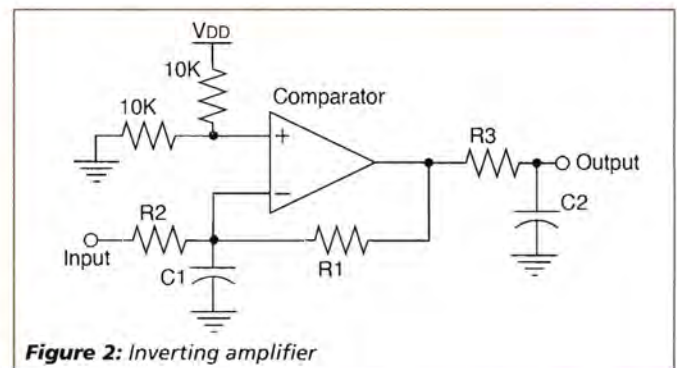 VDD
10K
10K
Comparator
+
−
R3
Output
C2
R2
Input
C1
R1
Figure 2: Inverting amplifier